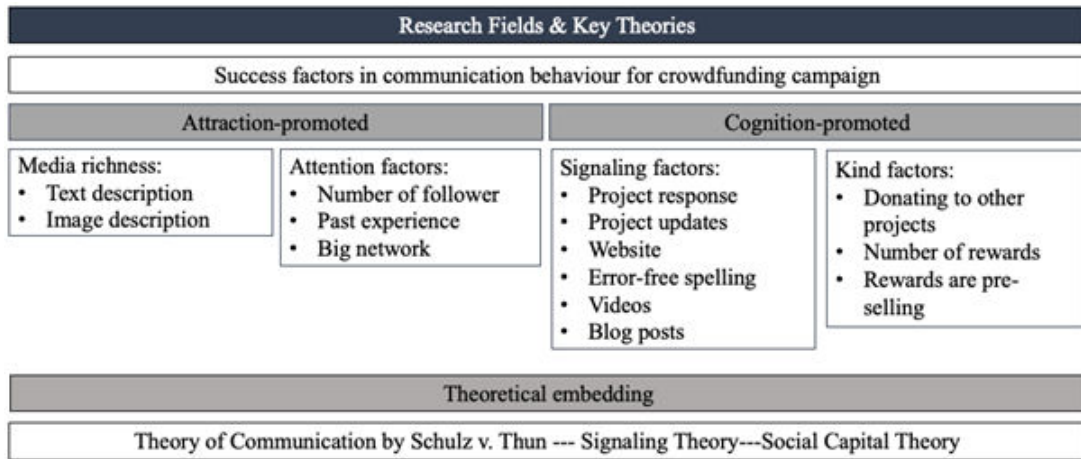 Research Fields & Key Theories
Success factors in communication behaviour for crowdfunding campaign
Attraction-promoted
Cognition-promoted
Media richness:
• Text description
• Image description
Attention factors:
• Number of follower
• Past experience
• Big network
Signaling factors:
• Project response
• Project updates
• Website
• Error-free spelling
• Videos
• Blog posts
Kind factors:
• Donating to other
projects
• Number of rewards
• Rewards are pre-
selling
Theoretical embedding
Theory of Communication by Schulz v. Thun --- Signaling Theory---Social Capital Theory